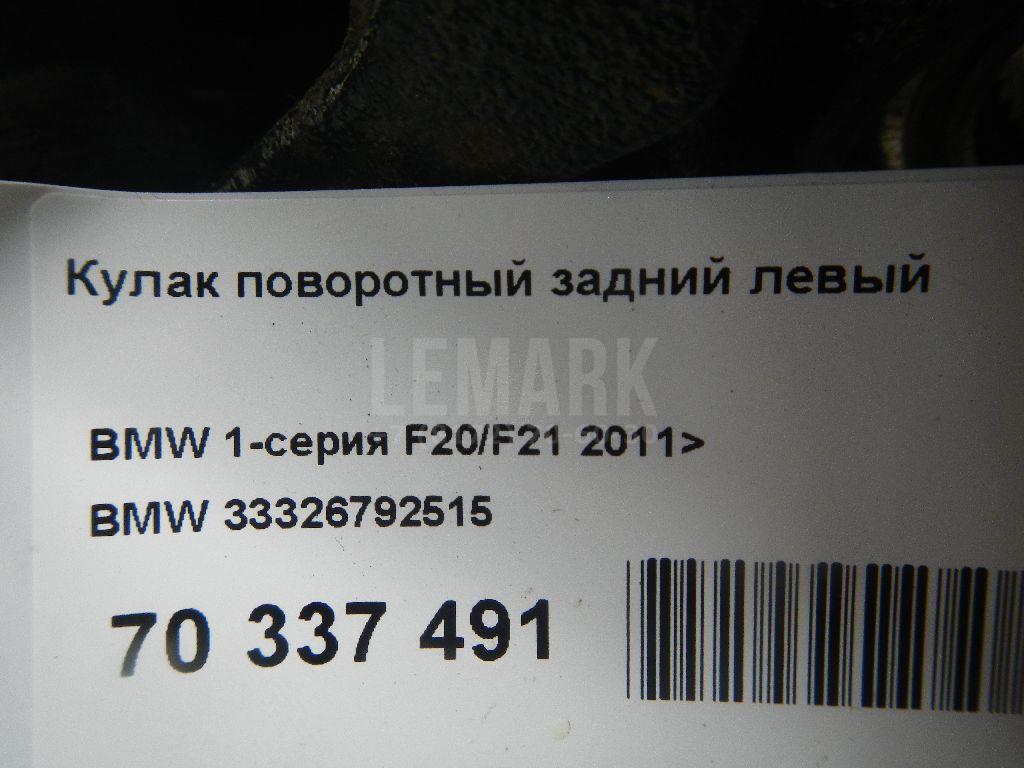 Кулак поворотный задний левый
LEMARK
BMW 1-серия F20/F21 2011>
BMW 33326792515
70 337 491